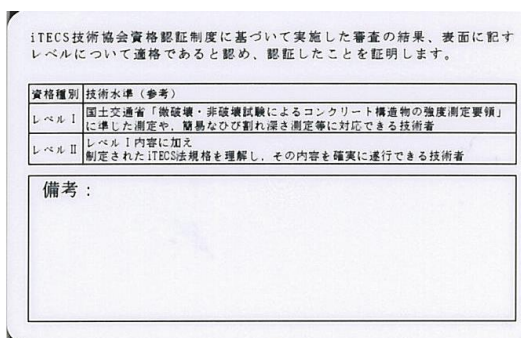 iTECS技術協会資格認証制度に基づいて実施した審査の結果、表面に記す
レベルについて適格であると認め、認証したことを証明します。
資格種別 技術水準（参考）
レベルⅠ 国土交通省「微破壊・非破壊試験によるコンクリート構造物の強度測定要領」
に準じた測定や，簡易なひび割れ深さ測定等に対応できる技術者
レベルⅡ レベルⅠ内容に加え
制定されたiTECS法規格を理解し，その内容を確実に遂行できる技術者
備考：